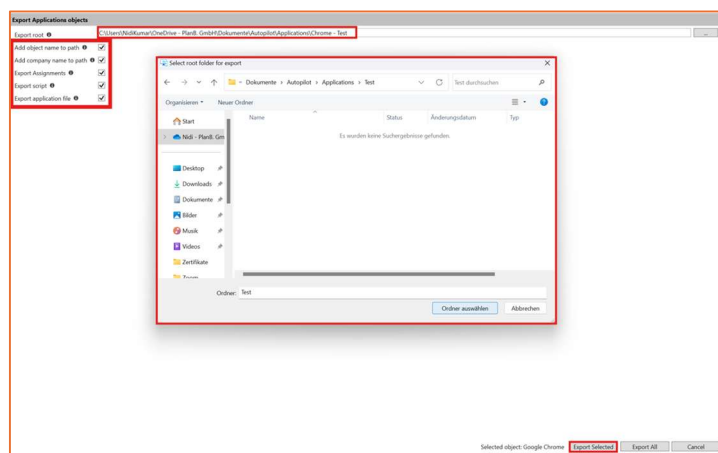 Export Applications objects
Export root C:\Users\NidiKumar\OneDrive - PlanB. GmbH\Dokumente\Autopilot\Applications\Chrome - Test ...
Add object name to path
Add company name to path
Export Assignments
Export script
Export application file
Select root folder for export
« Dokumente > Autopilot > Applications > Test
Test durchsuchen
Organisieren
Neuer Ordner
Name Status Änderungsdatum Typ
Es wurden keine Suchergebnisse gefunden.
Start
Nidi - PlanB. Gm
Desktop
Downloads
Dokumente
Bilder
Musik
Videos
Zertifikate
Zoom
Ordner: Test
Ordner auswählen Abbrechen
Selected object: Google Chrome Export Selected Export All Cancel